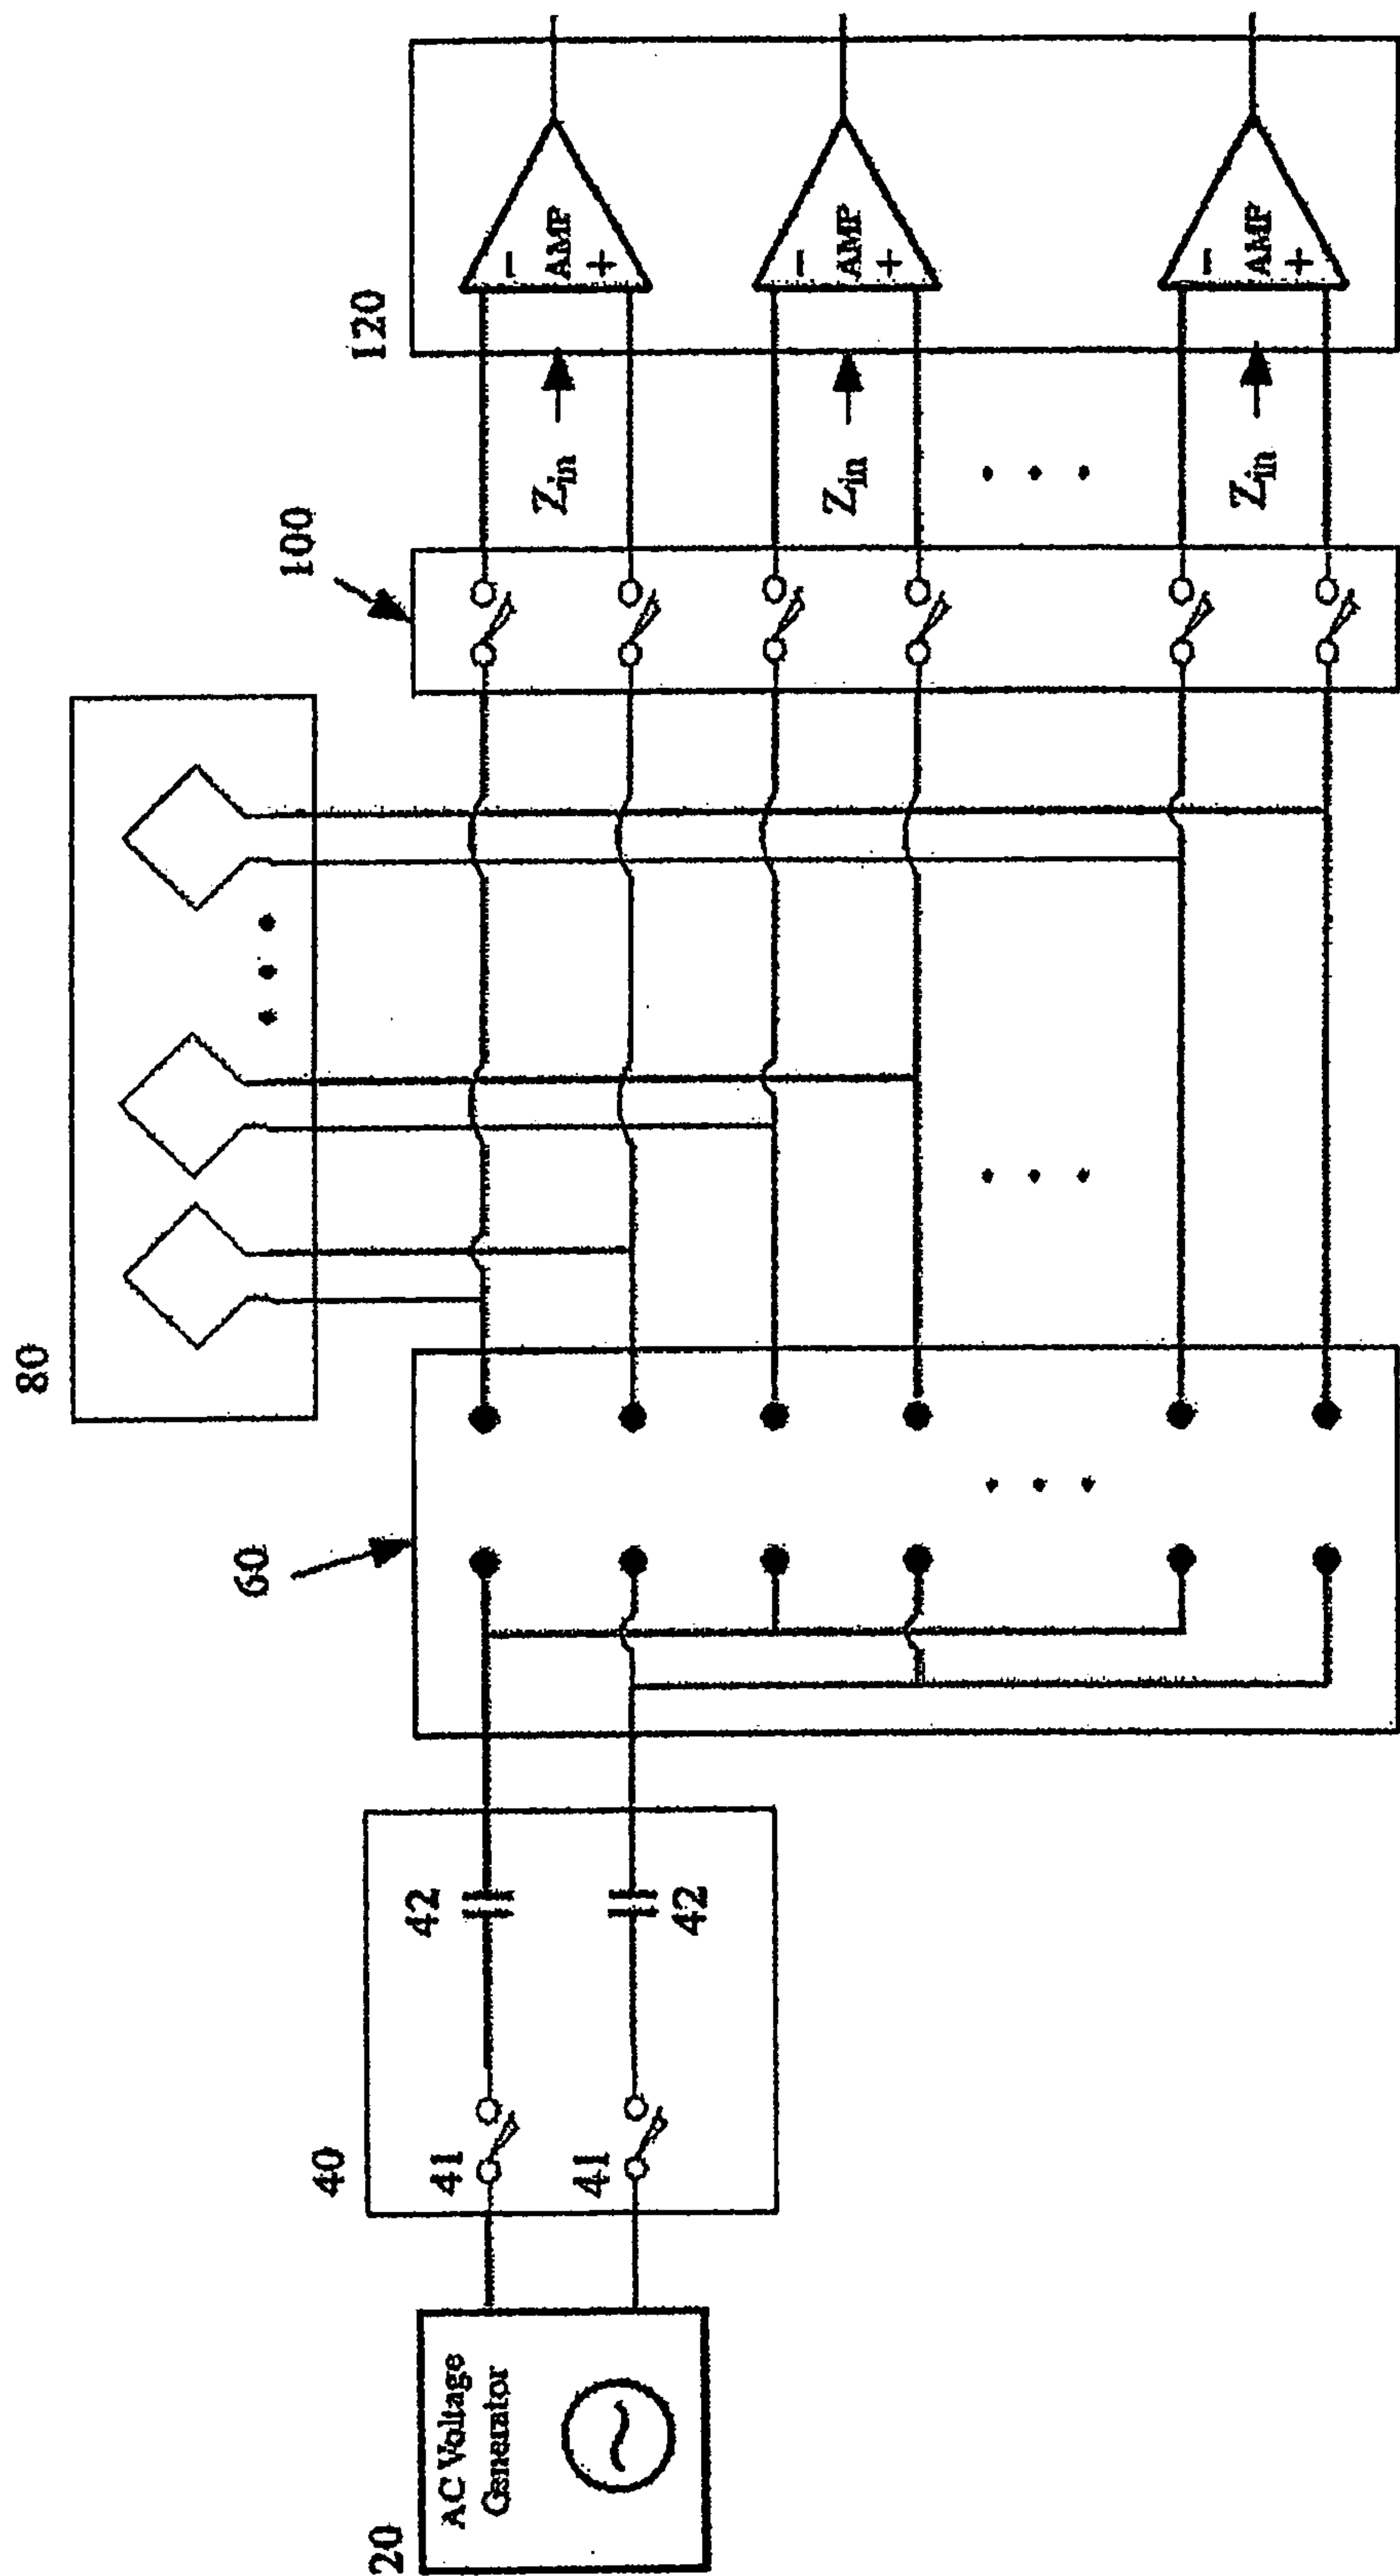 20
AC Voltage
Generator
40
41
41
42
42
60
80
100
Zin
Zin
Zin
120
− AMP +
− AMP +
− AMP +